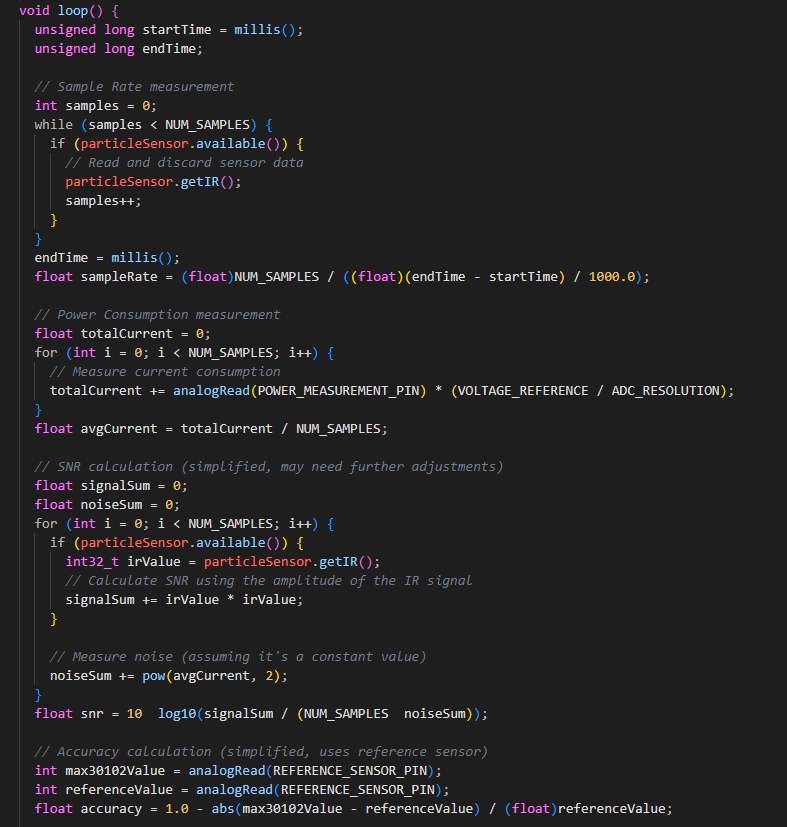 void loop() {
  unsigned long startTime = millis();
  unsigned long endTime;

  // Sample Rate measurement
  int samples = 0;
  while (samples < NUM_SAMPLES) {
    if (particleSensor.available()) {
      // Read and discard sensor data
      particleSensor.getIR();
      samples++;
    }
  }
  endTime = millis();
  float sampleRate = (float)NUM_SAMPLES / ((float)(endTime - startTime) / 1000.0);

  // Power Consumption measurement
  float totalCurrent = 0;
  for (int i = 0; i < NUM_SAMPLES; i++) {
    // Measure current consumption
    totalCurrent += analogRead(POWER_MEASUREMENT_PIN) * (VOLTAGE_REFERENCE / ADC_RESOLUTION);
  }
  float avgCurrent = totalCurrent / NUM_SAMPLES;

  // SNR calculation (simplified, may need further adjustments)
  float signalSum = 0;
  float noiseSum = 0;
  for (int i = 0; i < NUM_SAMPLES; i++) {
    if (particleSensor.available()) {
      int32_t irValue = particleSensor.getIR();
      // Calculate SNR using the amplitude of the IR signal
      signalSum += irValue * irValue;
    }

    // Measure noise (assuming it's a constant value)
    noiseSum += pow(avgCurrent, 2);
  }
  float snr = 10  log10(signalSum / (NUM_SAMPLES  noiseSum));

  // Accuracy calculation (simplified, uses reference sensor)
  int max30102Value = analogRead(REFERENCE_SENSOR_PIN);
  int referenceValue = analogRead(REFERENCE_SENSOR_PIN);
  float accuracy = 1.0 - abs(max30102Value - referenceValue) / (float)referenceValue;